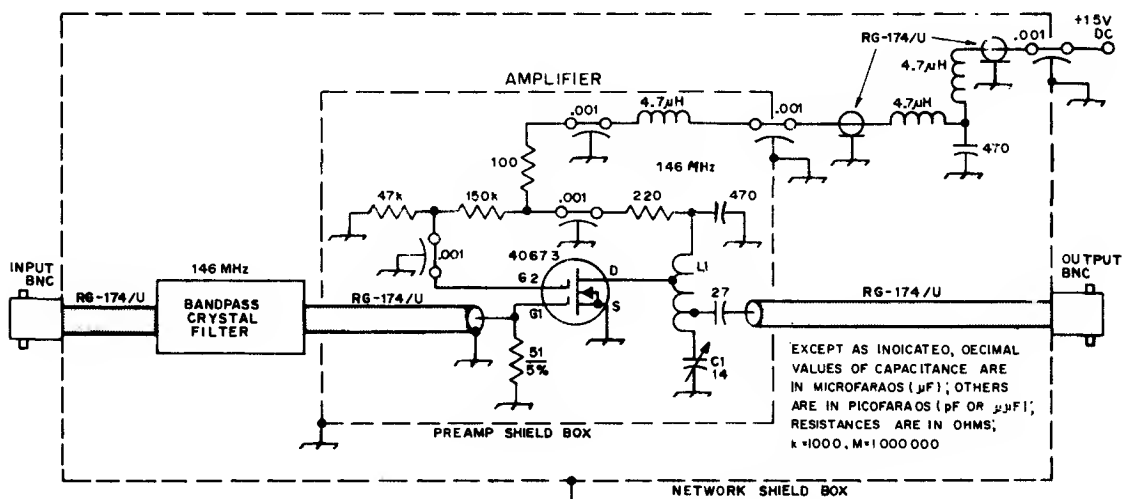 +15V
DC
.001
RG-174/U
4.7µH
AMPLIFIER
4.7µH
.001
.001
4.7µH
470
100
146 MHz
47k
150k
.001
220
470
.001
40673
INPUT
BNC
146 MHz
BANDPASS
CRYSTAL
FILTER
RG-174/U
RG-174/U
G2
D
G1
S
L1
27
RG-174/U
OUTPUT
BNC
51
5%
C1
14
EXCEPT AS INDICATED, DECIMAL
VALUES OF CAPACITANCE ARE
IN MICROFARAOS (µF); OTHERS
ARE IN PICOFARAOS (pF OR µµF);
RESISTANCES ARE IN OHMS;
k=1000, M=1000000
PREAMP SHIELD BOX
NETWORK SHIELD BOX